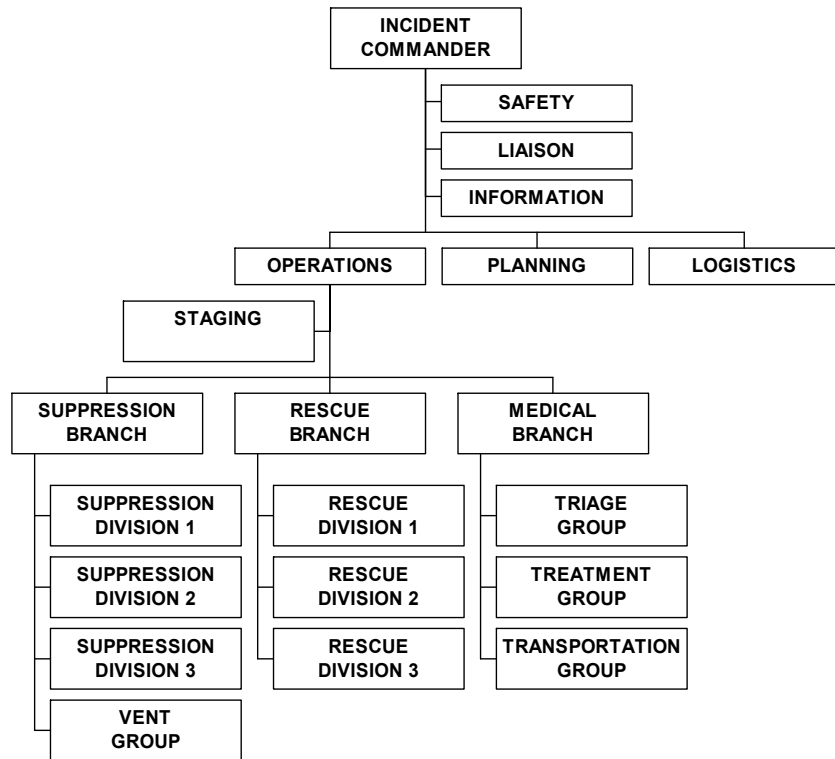 INCIDENT
COMMANDER
SAFETY
LIAISON
INFORMATION
OPERATIONS
PLANNING
LOGISTICS
STAGING
SUPPRESSION
BRANCH
RESCUE
BRANCH
MEDICAL
BRANCH
SUPPRESSION
DIVISION 1
SUPPRESSION
DIVISION 2
SUPPRESSION
DIVISION 3
VENT
GROUP
RESCUE
DIVISION 1
RESCUE
DIVISION 2
RESCUE
DIVISION 3
TRIAGE
GROUP
TREATMENT
GROUP
TRANSPORTATION
GROUP